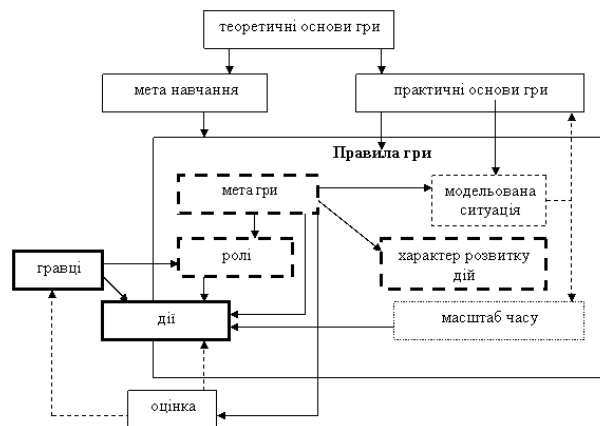 теоретичні основи гри
мета навчання
практичні основи гри
Правила гри
мета гри
модельована
ситуація
ролі
характер розвитку
дій
гравці
дії
масштаб часу
оцінка